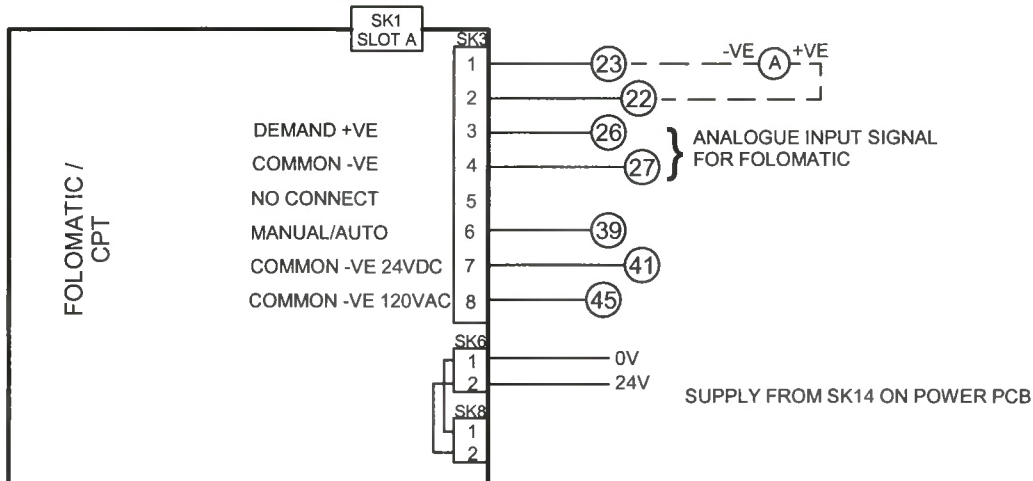 SK1
SLOT A
SK3
1 23 -VE A +VE
2 22
DEMAND +VE 3 26
COMMON -VE 4 27
ANALOGUE INPUT SIGNAL
FOR FOLOMATIC
NO CONNECT 5
MANUAL/AUTO 6 39
COMMON -VE 24VDC 7 41
COMMON -VE 120VAC 8 45
FOLOMATIC /
CPT
SK6
1 0V
2 24V
SUPPLY FROM SK14 ON POWER PCB
SK8
1
2